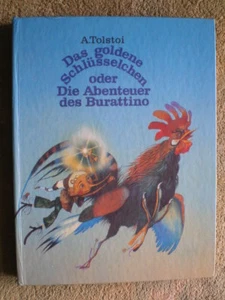 A.Tolstoi
Das goldene
Schlüsselchen
oder
Die Abenteuer
des Burattino